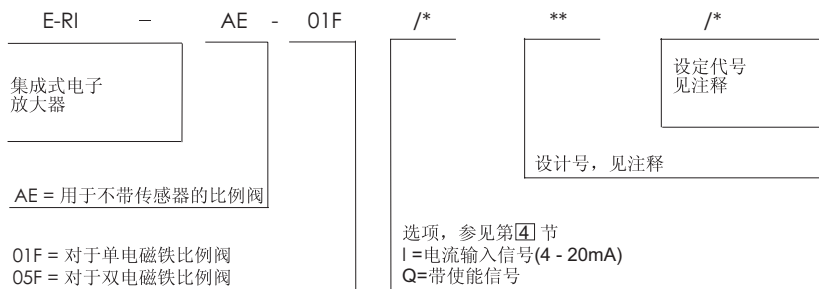 E-RI – AE - 01F /* ** /*
集成式电子
放大器
设定代号
见注释
设计号，见注释
AE = 用于不带传感器的比例阀
选项，参见第4 节
01F = 对于单电磁铁比例阀
I =电流输入信号(4 - 20mA)
05F = 对于双电磁铁比例阀
Q=带使能信号